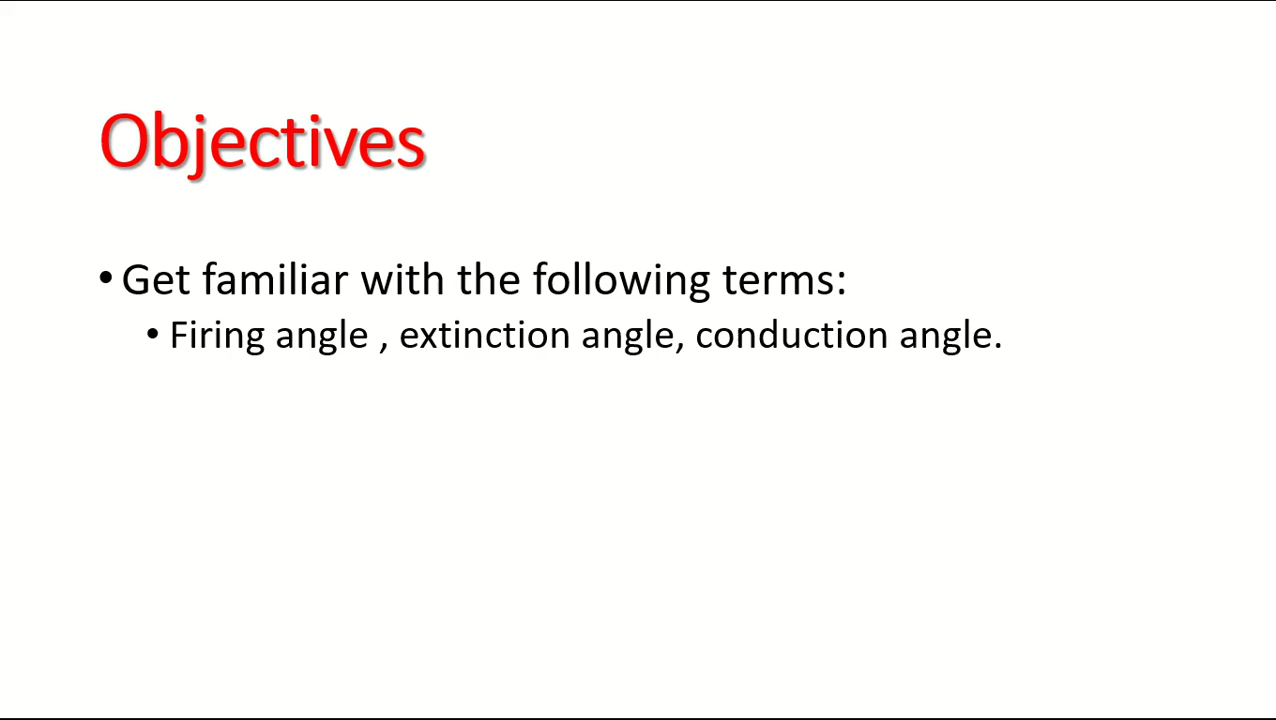 Objectives
• Get familiar with the following terms:
• Firing angle , extinction angle, conduction angle.